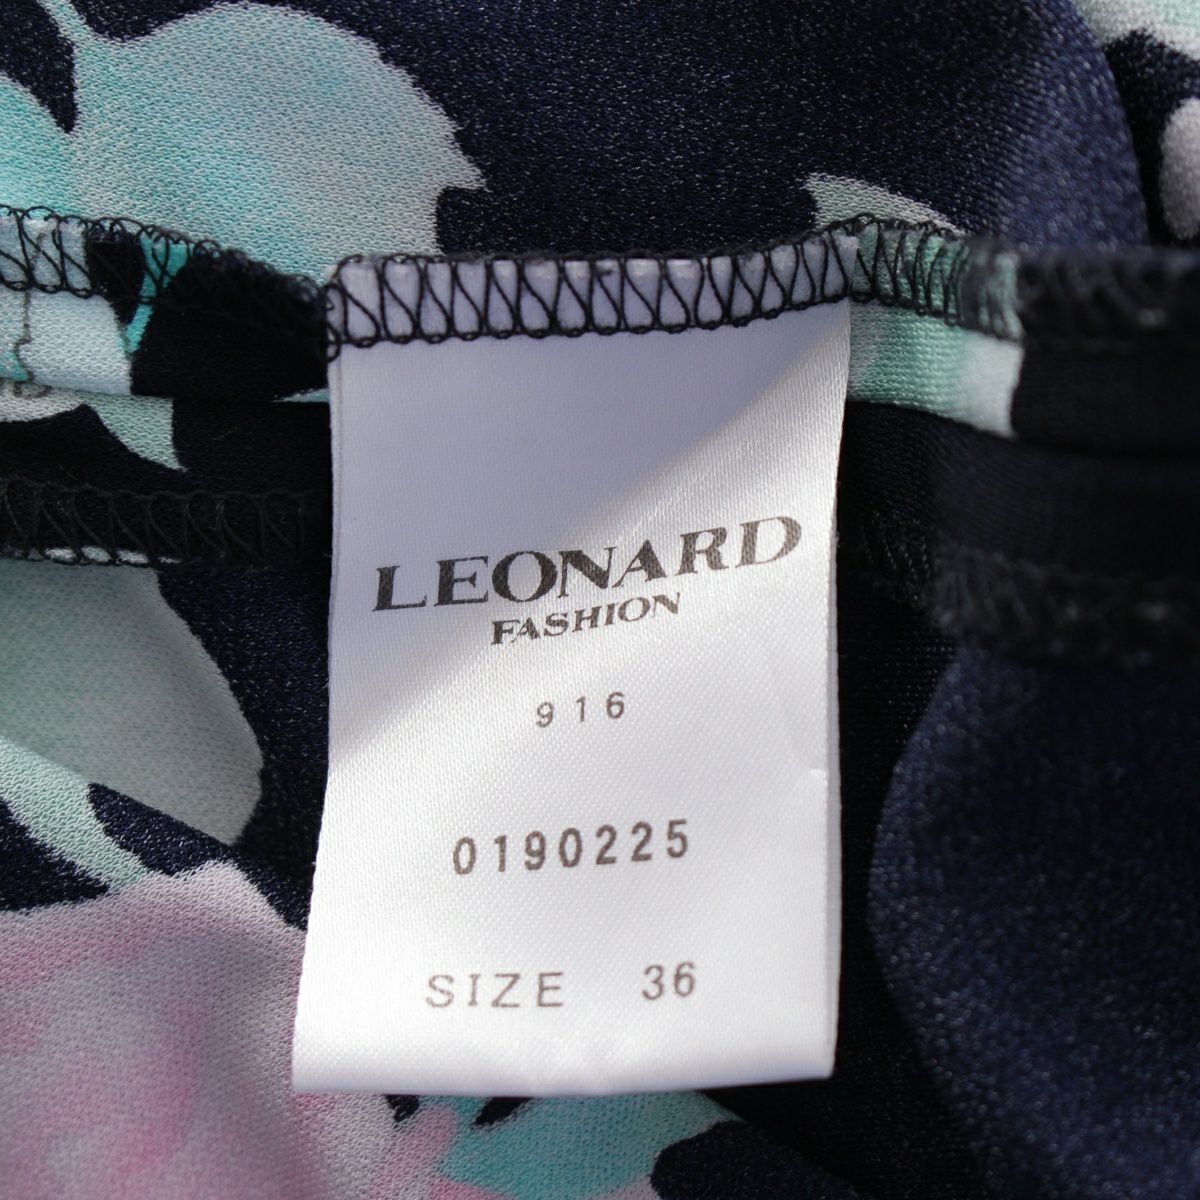 LEONARD
FASHION
916
0190225
SIZE 36